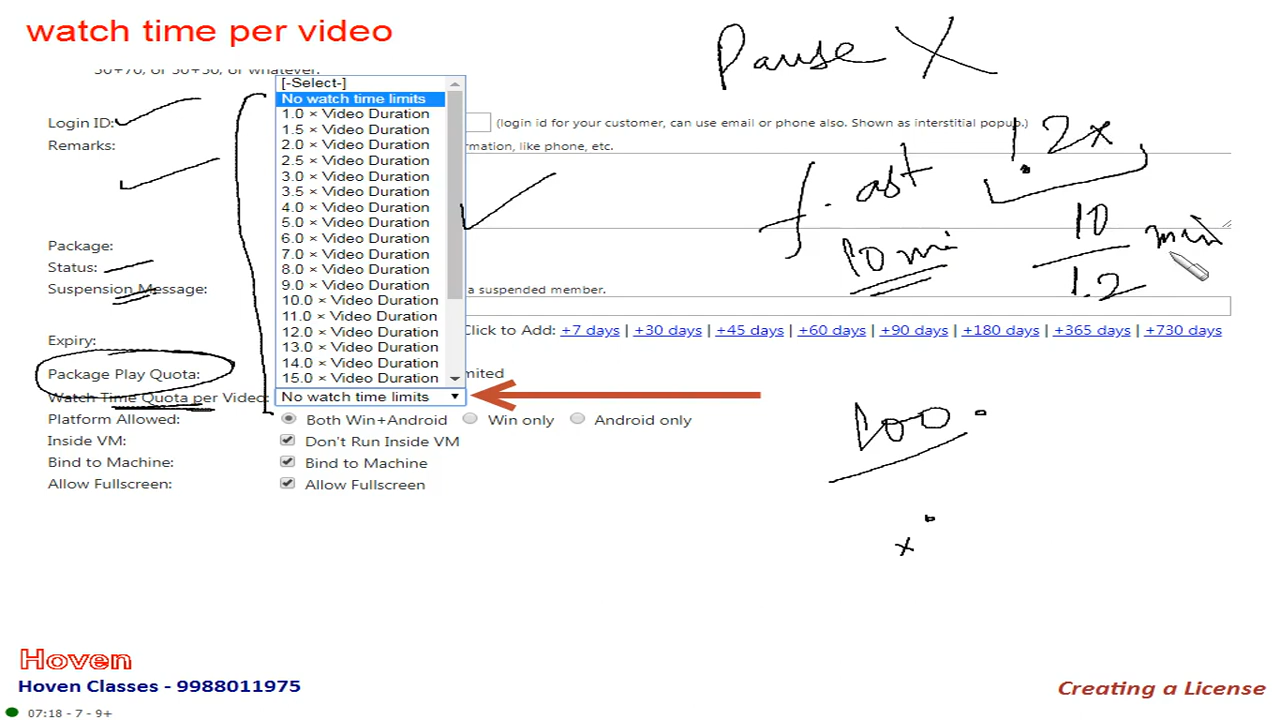 watch time per video
Pause X
50+70, or 50+50, or whatever.
[-Select-]
No watch time limits
1.0 × Video Duration
1.5 × Video Duration
2.0 × Video Duration
2.5 × Video Duration
3.0 × Video Duration
3.5 × Video Duration
4.0 × Video Duration
5.0 × Video Duration
6.0 × Video Duration
7.0 × Video Duration
8.0 × Video Duration
9.0 × Video Duration
10.0 × Video Duration
11.0 × Video Duration
12.0 × Video Duration
13.0 × Video Duration
14.0 × Video Duration
15.0 × Video Duration
Login ID:
(login id for your customer, can use email or phone also. Shown as interstitial popup.)
Remarks:
like phone, etc.
1.2x
fast
10 mi
10
1.2
min
Package:
Status:
Suspension Message:
a suspended member.
Expiry:
Click to Add: +7 days | +30 days | +45 days | +60 days | +90 days | +180 days | +365 days | +730 days
Package Play Quota:
Watch Time Quota per Video: No watch time limits
Platform Allowed: Both Win+Android Win only Android only
Inside VM: Don't Run Inside VM
Bind to Machine: Bind to Machine
Allow Fullscreen: Allow Fullscreen
100
x
Hoven
Hoven Classes - 9988011975
Creating a License
07:18 - 7 - 9+